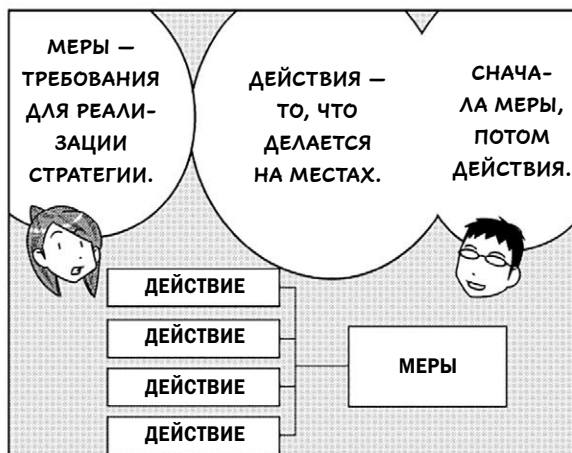 МЕРЫ —
ТРЕБОВАНИЯ
ДЛЯ РЕАЛИ-
ЗАЦИИ
СТРАТЕГИИ.
ДЕЙСТВИЯ —
ТО, ЧТО
ДЕЛАЕТСЯ
НА МЕСТАХ.
СНАЧА-
ЛА МЕРЫ,
ПОТОМ
ДЕЙСТВИЯ.
ДЕЙСТВИЕ
ДЕЙСТВИЕ
ДЕЙСТВИЕ
ДЕЙСТВИЕ
МЕРЫ